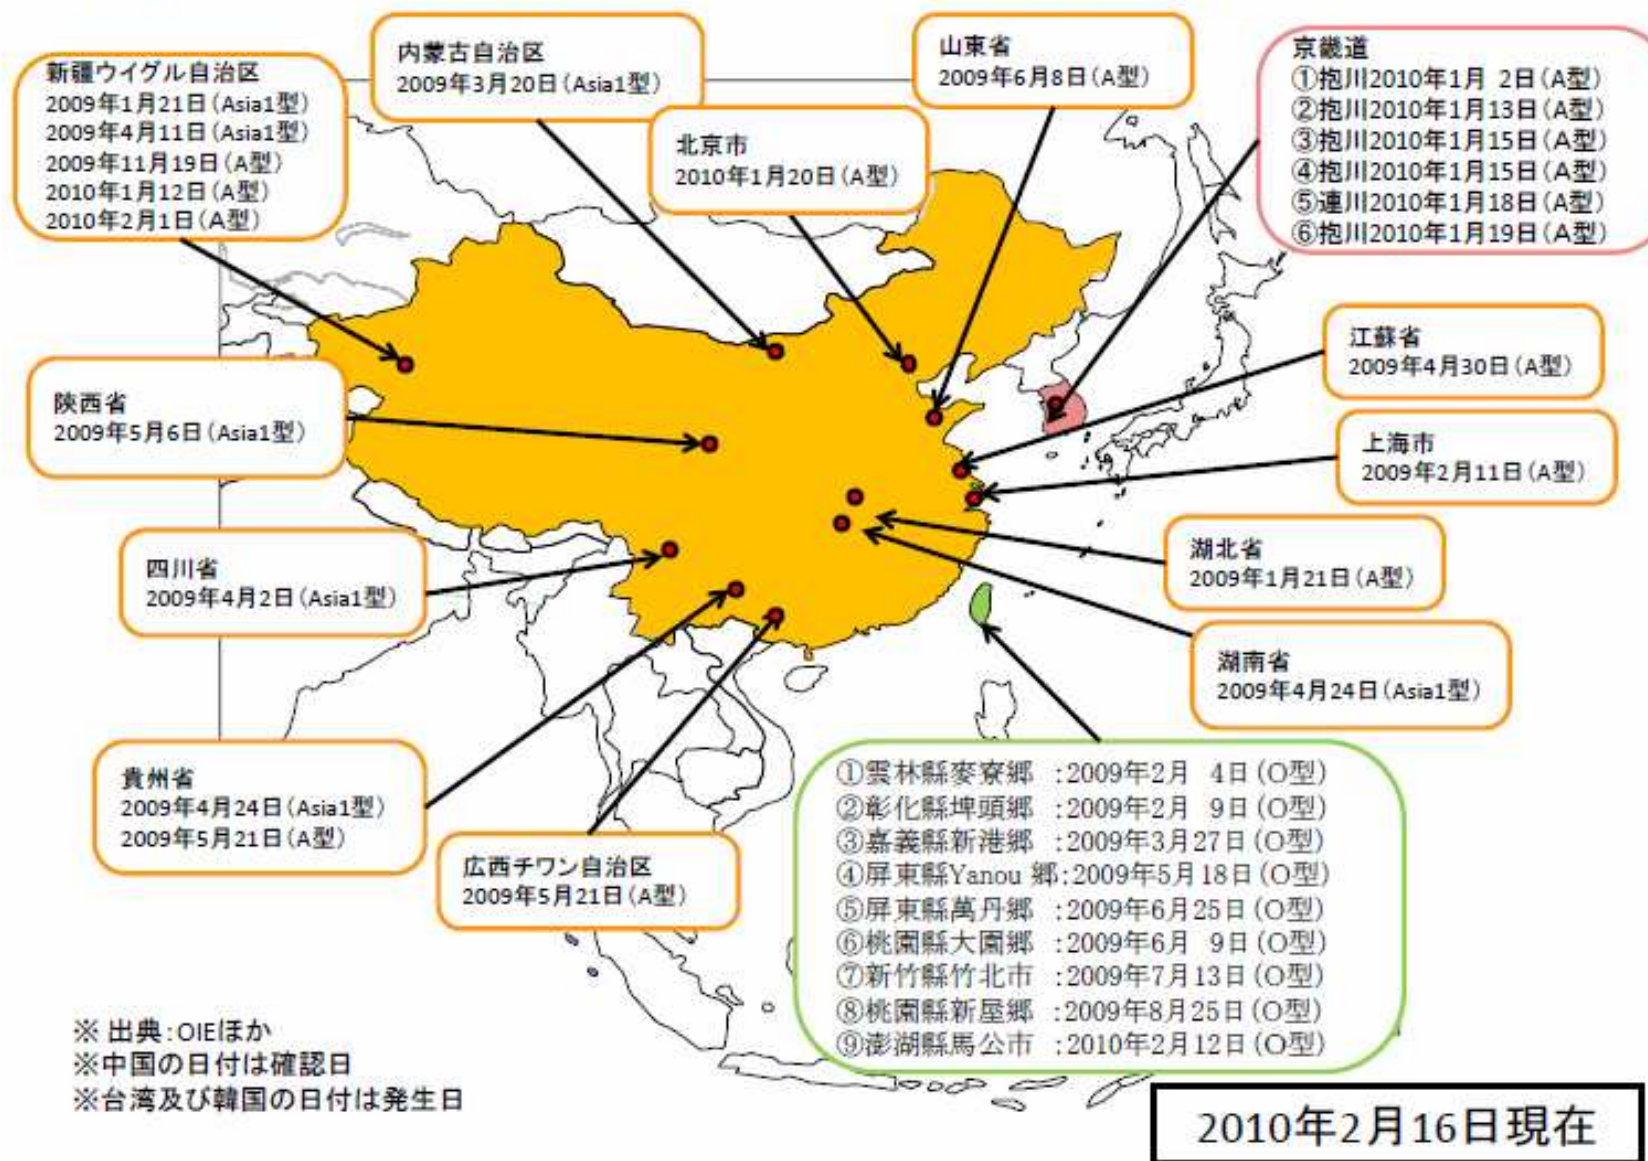 新疆ウイグル自治区
2009年1月21日(Asia1型)
2009年4月11日(Asia1型)
2009年11月19日(A型)
2010年1月12日(A型)
2010年2月1日(A型)
内蒙古自治区
2009年3月20日(Asia1型)
北京市
2010年1月20日(A型)
山東省
2009年6月8日(A型)
京畿道
①抱川2010年1月 2日(A型)
②抱川2010年1月13日(A型)
③抱川2010年1月15日(A型)
④抱川2010年1月15日(A型)
⑤連川2010年1月18日(A型)
⑥抱川2010年1月19日(A型)
江蘇省
2009年4月30日(A型)
陝西省
2009年5月6日(Asia1型)
上海市
2009年2月11日(A型)
四川省
2009年4月2日(Asia1型)
湖北省
2009年1月21日(A型)
湖南省
2009年4月24日(Asia1型)
貴州省
2009年4月24日(Asia1型)
2009年5月21日(A型)
広西チワン自治区
2009年5月21日(A型)
①雲林縣麥寮鄉 :2009年2月 4日(O型)
②彰化縣埤頭鄉 :2009年2月 9日(O型)
③嘉義縣新港鄉 :2009年3月27日(O型)
④屏東縣Yanou 鄉:2009年5月18日(O型)
⑤屏東縣萬丹鄉 :2009年6月25日(O型)
⑥桃園縣大園鄉 :2009年6月 9日(O型)
⑦新竹縣竹北市 :2009年7月13日(O型)
⑧桃園縣新屋鄉 :2009年8月25日(O型)
⑨澎湖縣馬公市 :2010年2月12日(O型)
※ 出典:OIEほか
※中国の日付は確認日
※台湾及び韓国の日付は発生日
2010年2月16日現在